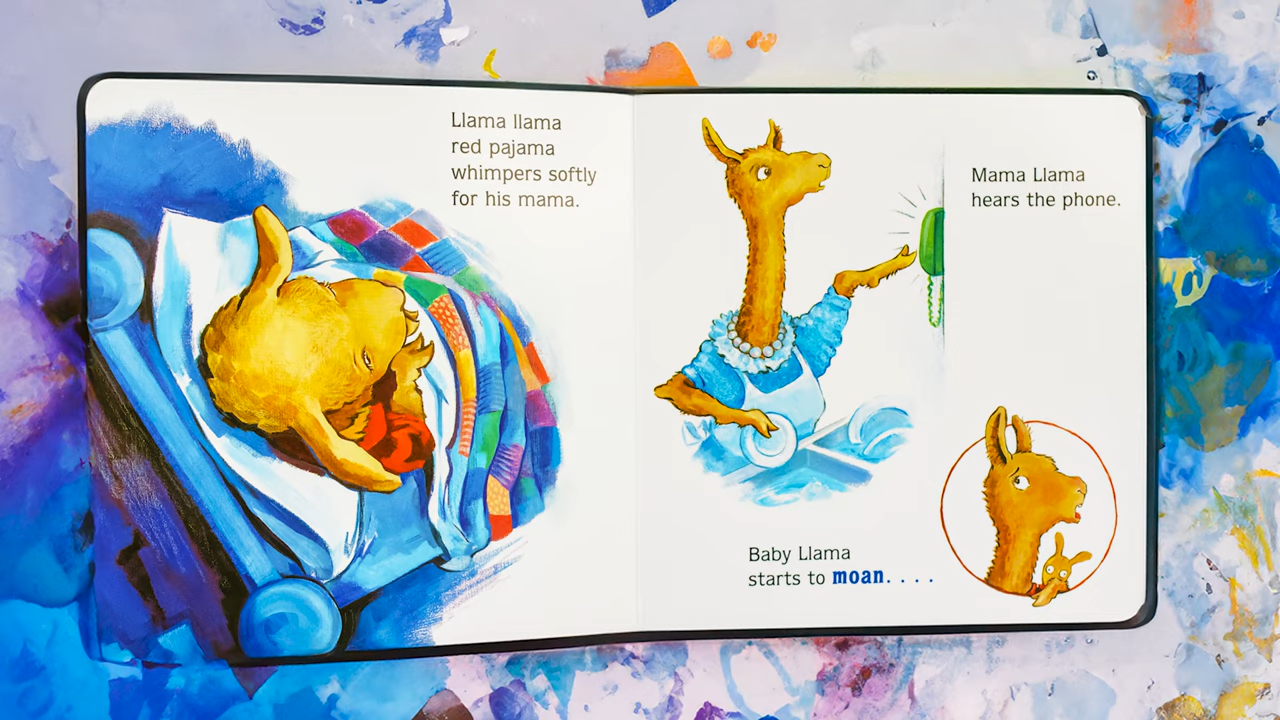 Llama llama
red pajama
whimpers softly
for his mama.
Mama Llama
hears the phone.
Baby Llama
starts to moan. . . .